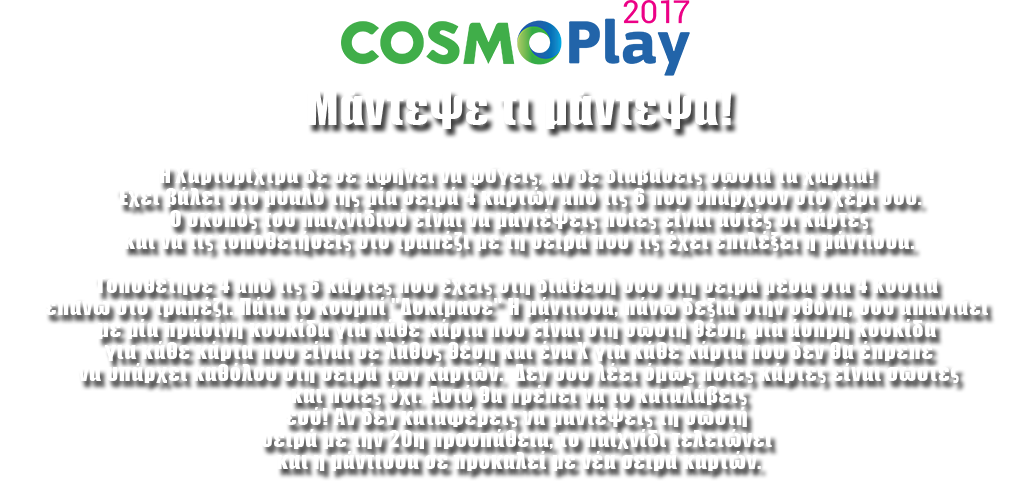 2017
COSMOPlay
Μάντεψε τι μάντεψα!
Η χαρτορίχτρα δε σε αφήνει να φύγεις, αν δε διαβάσεις σωστά τα χαρτιά!
Έχει βάλει στο μυαλό της μία σειρά 4 καρτών από τις 6 που υπάρχουν στο χέρι σου.
Ο σκοπός του παιχνιδιού είναι να μαντέψεις ποιες είναι αυτές οι κάρτες
και να τις τοποθετήσεις στο τραπέζι με τη σειρά που τις έχει επιλέξει η μάντισσα.
Τοποθέτησε 4 από τις 6 κάρτες που έχεις στη διάθεσή σου στη σειρά μέσα στα 4 κουτιά
επάνω στο τραπέζι. Πάτα το κουμπί "Δοκίμασε" Η μάντισσα, πάνω δεξιά στην οθόνη, σου απαντάει
με μία πράσινη κουκίδα για κάθε κάρτα που είναι στη σωστή θέση, μια άσπρη κουκίδα
για κάθε κάρτα που είναι σε λάθος θέση και ένα Χ για κάθε κάρτα που δεν θα έπρεπε
να υπάρχει καθόλου στη σειρά των καρτών. Δεν σου λέει όμως ποιες κάρτες είναι σωστές
και ποιες όχι. Αυτό θα πρέπει να το καταλάβεις
εσύ! Αν δεν καταφέρεις να μαντέψεις τη σωστή
σειρά με την 20η προσπάθεια, το παιχνίδι τελειώνει
και η μάντισσα σε προκαλεί με νέα σειρά καρτών.